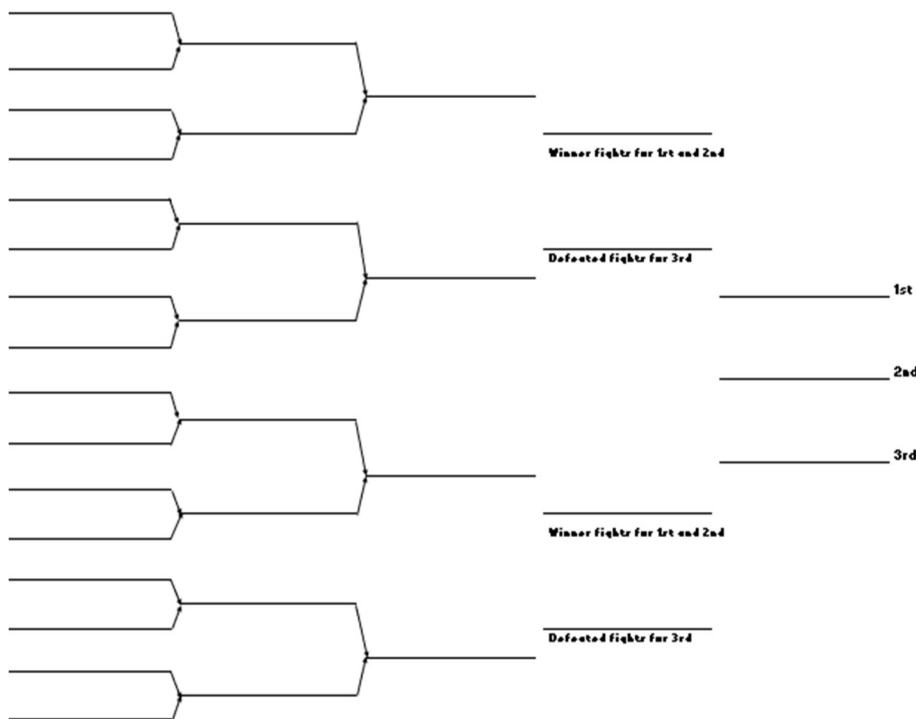 Winner fights for 1st and 2nd
Defeated fights for 3rd
1st
2nd
3rd
Winner fights for 1st and 2nd
Defeated fights for 3rd